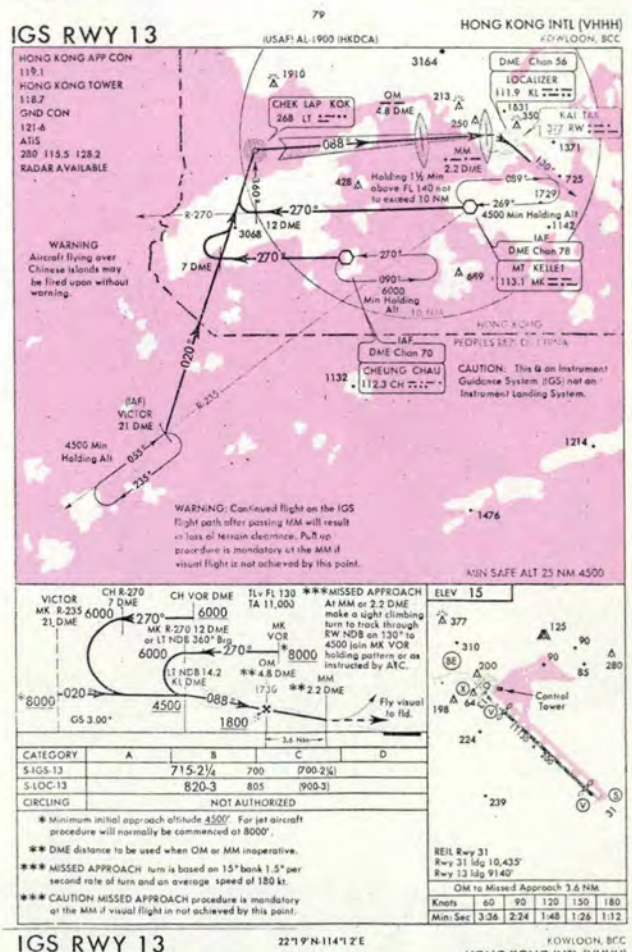 79
IGS RWY 13
(USAF) AL-1900 (HKDCA)
HONG KONG INTL (VHHH)
KOWLOON, BCC
HONG KONG APP CON
119.1
HONG KONG TOWER
118.7
GND CON
121.6
ATIS
280 115.5 128.2
RADAR AVAILABLE
1910
3164
DME Chan 56
LOCALIZER
111.9 KL
1831
CHEK LAP KOK
268 LT
OM
4.8 DME
213
250
350
KAI TAK
RW
1371
088
MM
2.2 DME
130°
428
Holding 1½ Min
above FL 140 not
to exceed 10 NM
089°
725
1729
269°
4500 Min Holding Alt
1142
R-270
270°
12 DME
3068
IAF
DME Chan 78
MT KELLET
113.1 MK
WARNING
Aircraft flying over
Chinese Islands may
be fired upon without
warning.
7 DME
270°
270°
090°
6000
Min Holding
Alt
649
10 NM
HONG KONG
PEOPLES REP. OF CHINA
020°
IAF
DME Chan 70
CHEUNG CHAU
112.3 CH
1132
CAUTION: This is an Instrument
Guidance System (IGS) not an
Instrument Landing System.
(IAF)
VICTOR
21 DME
R-235
4500 Min
Holding Alt
055°
235°
1214
1476
WARNING: Continued flight on the IGS
flight path after passing MM will result
in loss of terrain clearance. Pull up
procedure is mandatory at the MM if
visual flight is not achieved by this point.
MIN SAFE ALT 25 NM 4500
VICTOR
MK R-235
21 DME
CH R-270
7 DME
6000
CH VOR DME
270°
6000
MK R-270 12 DME
or LT NDB 360° Brg
TLv FL 130
TA 11,000
MK
VOR
6000
270°
*8000
*8000
020°
LT NDB 14.2
KL DME
4500
088°
GS 3.00°
OM
**4.8 DME
1730
1800
MM
**2.2 DME
3.6 NM
Fly visual
to fld.
***MISSED APPROACH
At MM or 2.2 DME
make a right climbing
turn to track through
RW NDB on 130° to
4500 join MK VOR
holding pattern or as
instructed by ATC.
CATEGORY A B C D
S-IGS-13 715-2¼ 700 (700-2¼)
S-LOC-13 820-3 805 (900-3)
CIRCLING NOT AUTHORIZED
* Minimum initial approach altitude 4500'. For jet aircraft
procedure will normally be commenced at 8000'.
** DME distance to be used when OM or MM inoperative.
*** MISSED APPROACH turn is based on 15° bank 1.5° per
second rate of turn and an average speed of 180 kt.
*** CAUTION MISSED APPROACH procedure is mandatory
at the MM if visual flight in not achieved by this point.
ELEV 15
377
125
310
90
BE
90
280
200
85
X
64
198
V
Control
Tower
224
239
V
31
S
REIL Rwy 31
Rwy 31 ldg 10,435'
Rwy 13 ldg 9140'
OM to Missed Approach 3.6 NM
Knots 60 90 120 150 180
Min: Sec 3:36 2:24 1:48 1:26 1:12
IGS RWY 13
22°19'N-114°12'E
KOWLOON, BCC